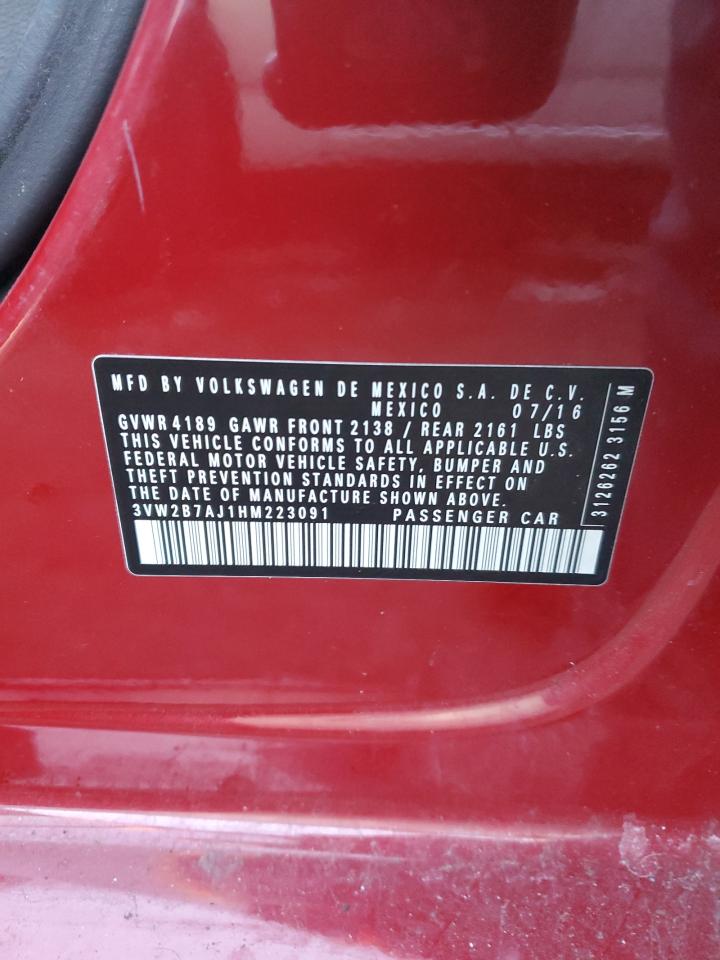 MFD BY VOLKSWAGEN DE MEXICO S.A. DE C.V.
MEXICO 07/16
GVWR 4189 GAWR FRONT 2138 / REAR 2161 LBS
THIS VEHICLE CONFORMS TO ALL APPLICABLE U.S.
FEDERAL MOTOR VEHICLE SAFETY, BUMPER AND
THEFT PREVENTION STANDARDS IN EFFECT ON
THE DATE OF MANUFACTURE SHOWN ABOVE.
3VW2B7AJ1HM223091 PASSENGER CAR
3126262 3156 M